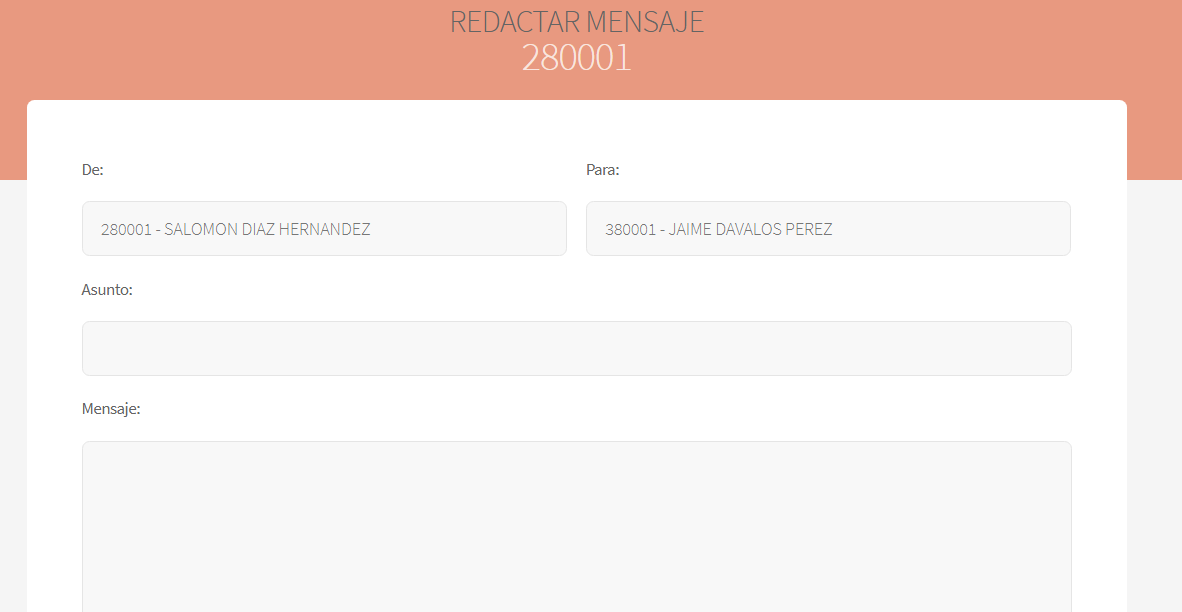 REDACTAR MENSAJE
280001
De:
Para:
280001 - SALOMON DIAZ HERNANDEZ
380001 - JAIME DAVALOS PEREZ
Asunto:
Mensaje: